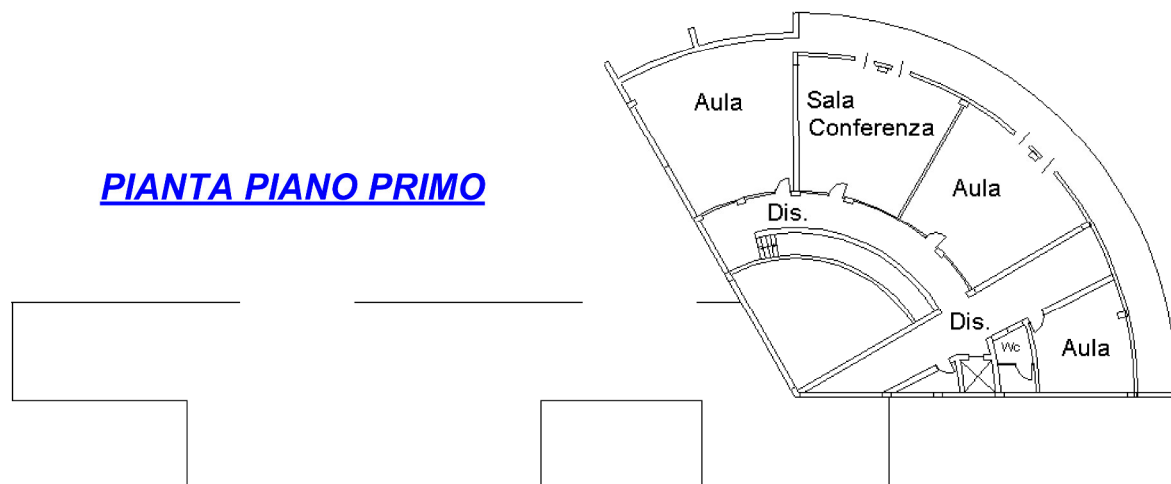 PIANTA PIANO PRIMO
Aula
Sala
Conferenza
Aula
Dis.
Dis.
Wc
Aula